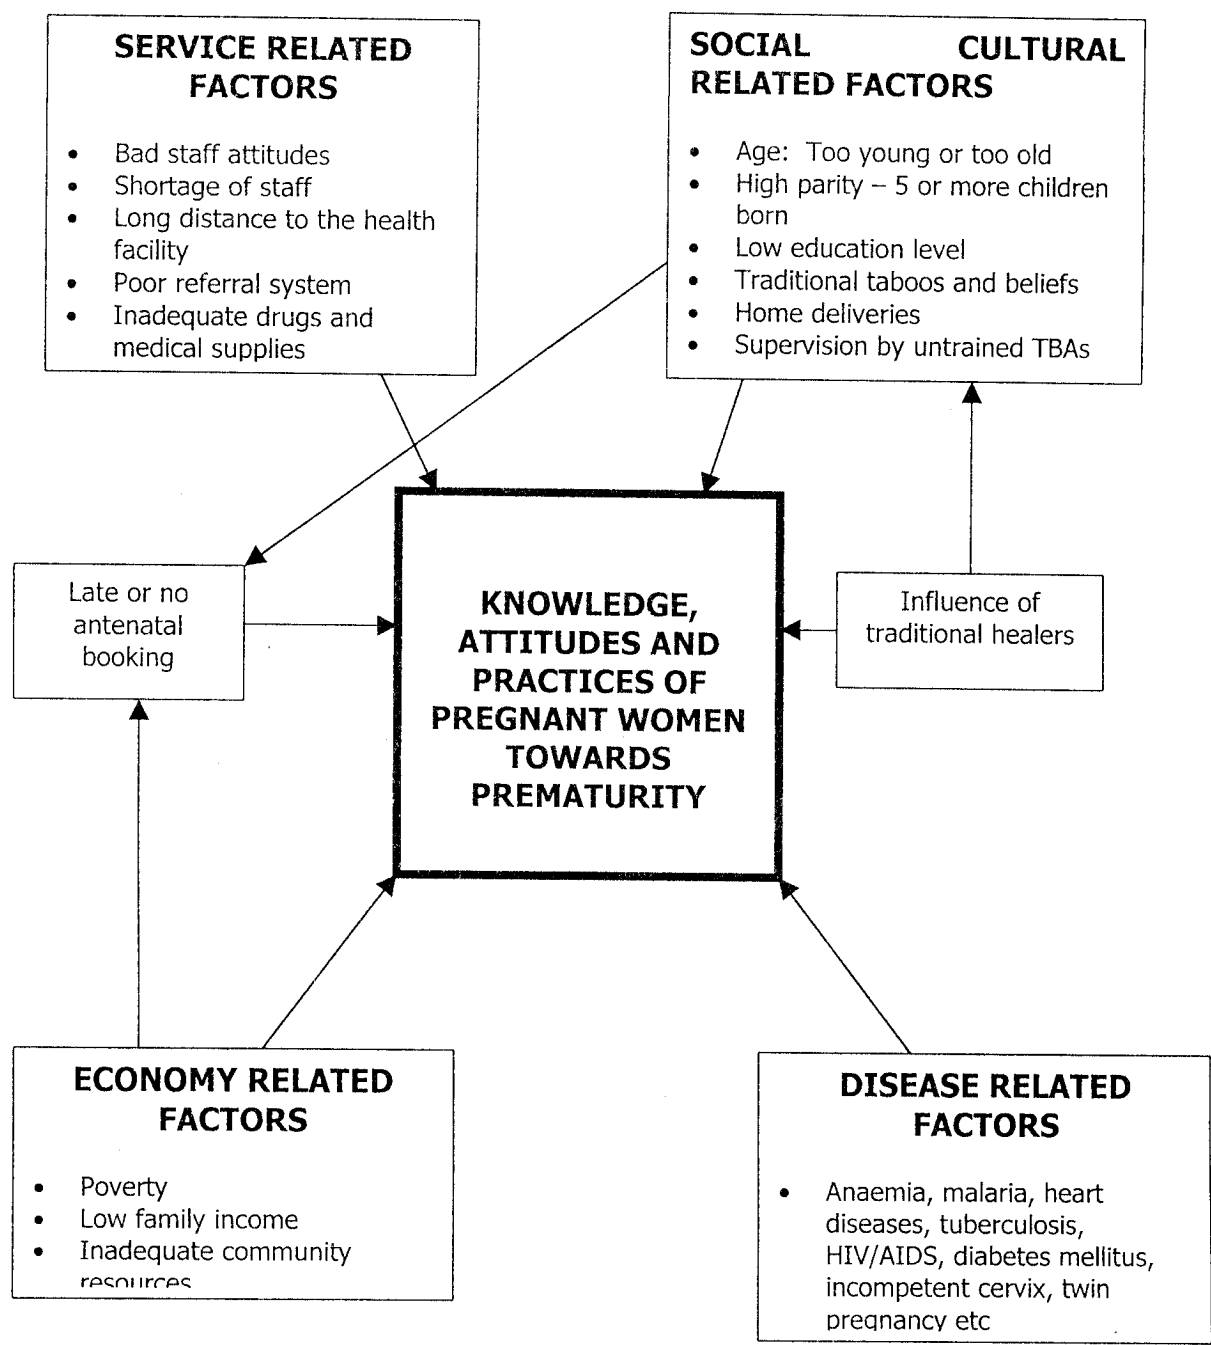 SERVICE RELATED
FACTORS
• Bad staff attitudes
• Shortage of staff
• Long distance to the health
facility
• Poor referral system
• Inadequate drugs and
medical supplies
SOCIAL CULTURAL
RELATED FACTORS
• Age: Too young or too old
• High parity – 5 or more children
born
• Low education level
• Traditional taboos and beliefs
• Home deliveries
• Supervision by untrained TBAs
Late or no
antenatal
booking
KNOWLEDGE,
ATTITUDES AND
PRACTICES OF
PREGNANT WOMEN
TOWARDS
PREMATURITY
Influence of
traditional healers
ECONOMY RELATED
FACTORS
• Poverty
• Low family income
• Inadequate community
resources
DISEASE RELATED
FACTORS
• Anaemia, malaria, heart
diseases, tuberculosis,
HIV/AIDS, diabetes mellitus,
incompetent cervix, twin
pregnancy etc